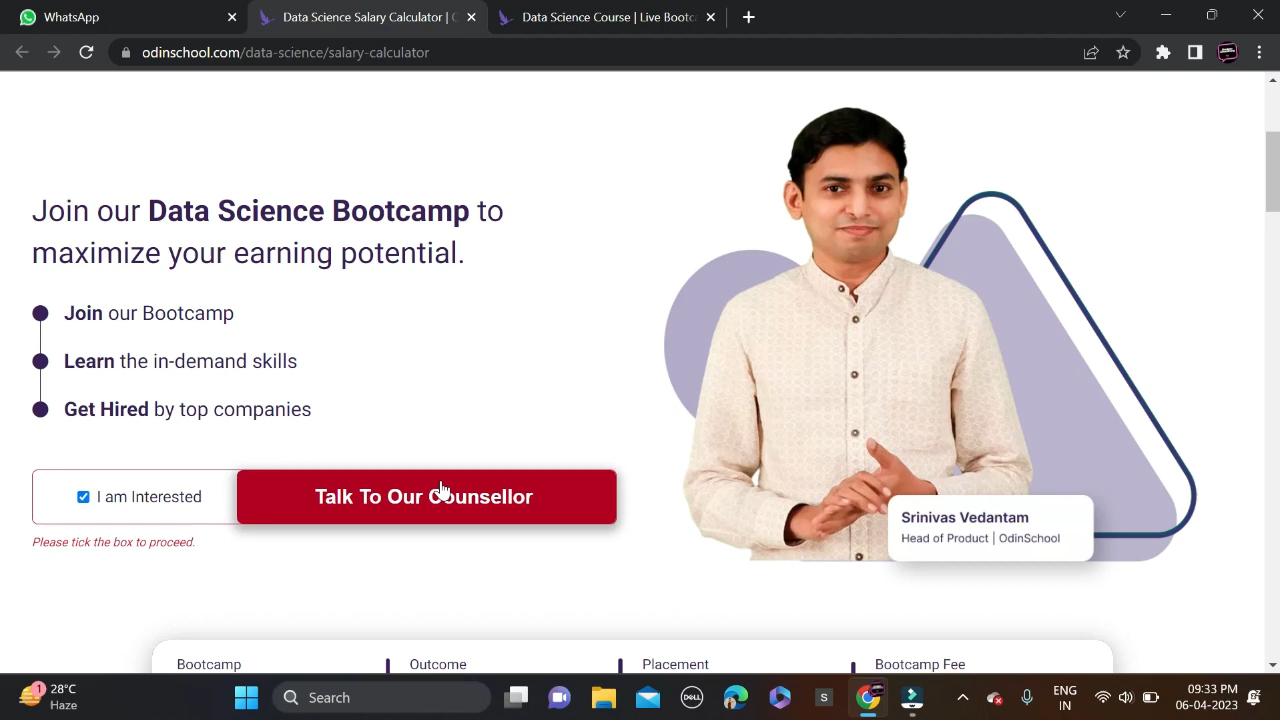 WhatsApp
Data Science Salary Calculator | C
Data Science Course | Live Bootc
odinschool.com/data-science/salary-calculator
Join our Data Science Bootcamp to
maximize your earning potential.
Join our Bootcamp
Learn the in-demand skills
Get Hired by top companies
I am Interested
Talk To Our Counsellor
Please tick the box to proceed.
Srinivas Vedantam
Head of Product | OdinSchool
Bootcamp
Outcome
Placement
Bootcamp Fee
1
28°C
Haze
Search
DELL
S
ENG
IN
09:33 PM
06-04-2023